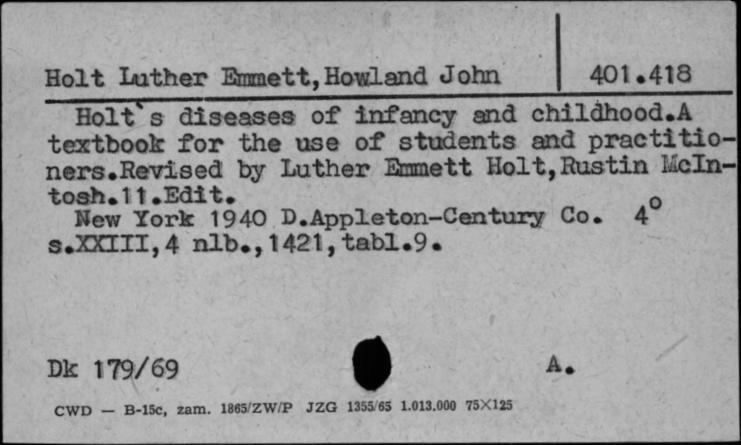 Holt Luther Emmett,Howland John 401.418
Holt`s diseases of infancy and childhood.A
textbook for the use of students and practitio-
ners.Revised by Luther Emmett Holt,Rustin McIn-
tosh.11.Edit.
New York 1940 D.Appleton-Century Co. 4°
s.XXIII,4 nlb.,1421,tabl.9.
Dk 179/69 A.
CWD — B-15c, zam. 1865/ZW/P JZG 1355/65 1.013.000 75×125